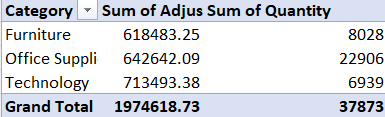 Category Sum of Adjus Sum of Quantity
Furniture 618483.25 8028
Office Suppli 642642.09 22906
Technology 713493.38 6939
Grand Total 1974618.73 37873